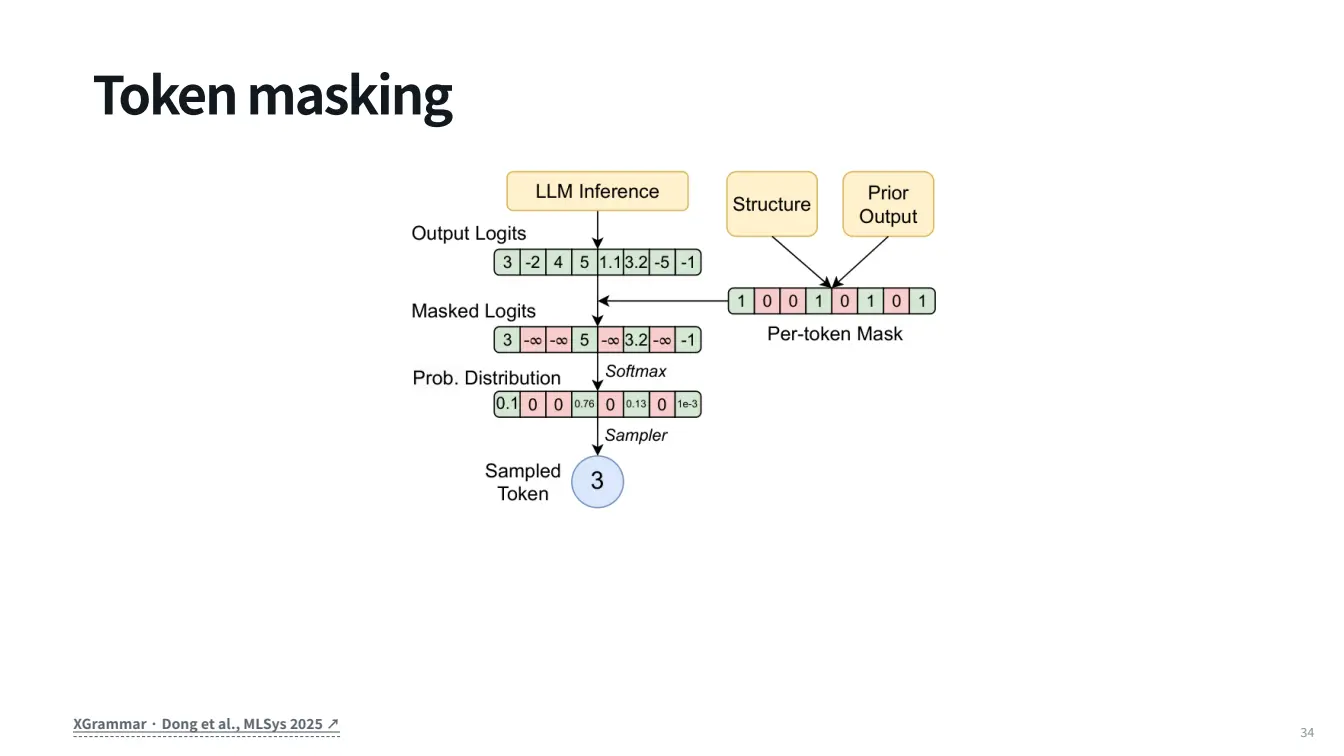 Token masking
LLM Inference
Structure
Prior
Output
Output Logits
3 -2 4 5 1.1 3.2 -5 -1
1 0 0 1 0 1 0 1
Per-token Mask
Masked Logits
3 -∞ -∞ 5 -∞ 3.2 -∞ -1
Softmax
Prob. Distribution
0.1 0 0 0.76 0 0.13 0 1e-3
Sampler
Sampled
Token
3
XGrammar · Dong et al., MLSys 2025 ↗
34